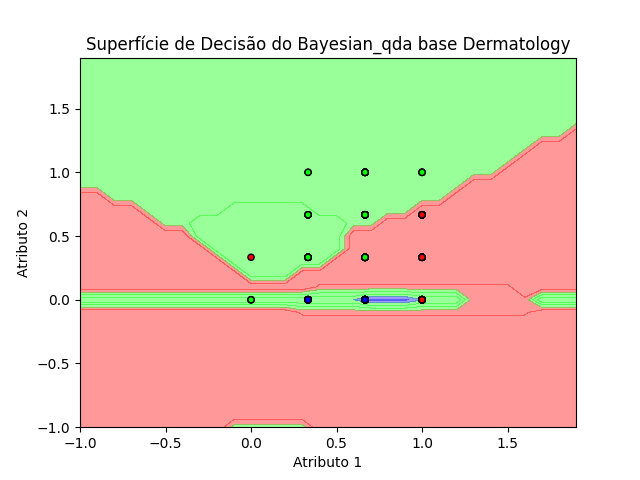 Superfície de Decisão do Bayesian_qda base Dermatology
Atributo 2
1.5
1.0
0.5
0.0
−0.5
−1.0
−1.0 −0.5 0.0 0.5 1.0 1.5
Atributo 1